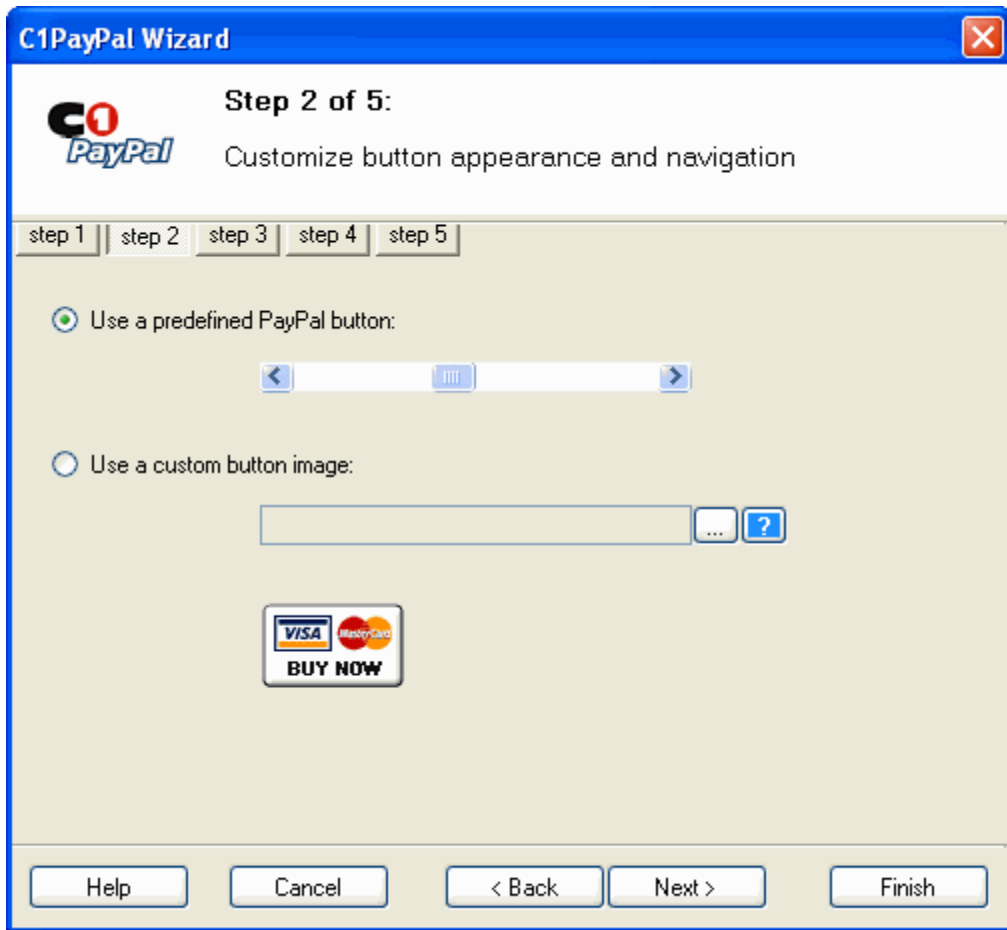 C1PayPal Wizard
C1
PayPal
Step 2 of 5:
Customize button appearance and navigation
step 1 step 2 step 3 step 4 step 5
Use a predefined PayPal button:
Use a custom button image:
... ?
VISA MasterCard
BUY NOW
Help Cancel < Back Next > Finish